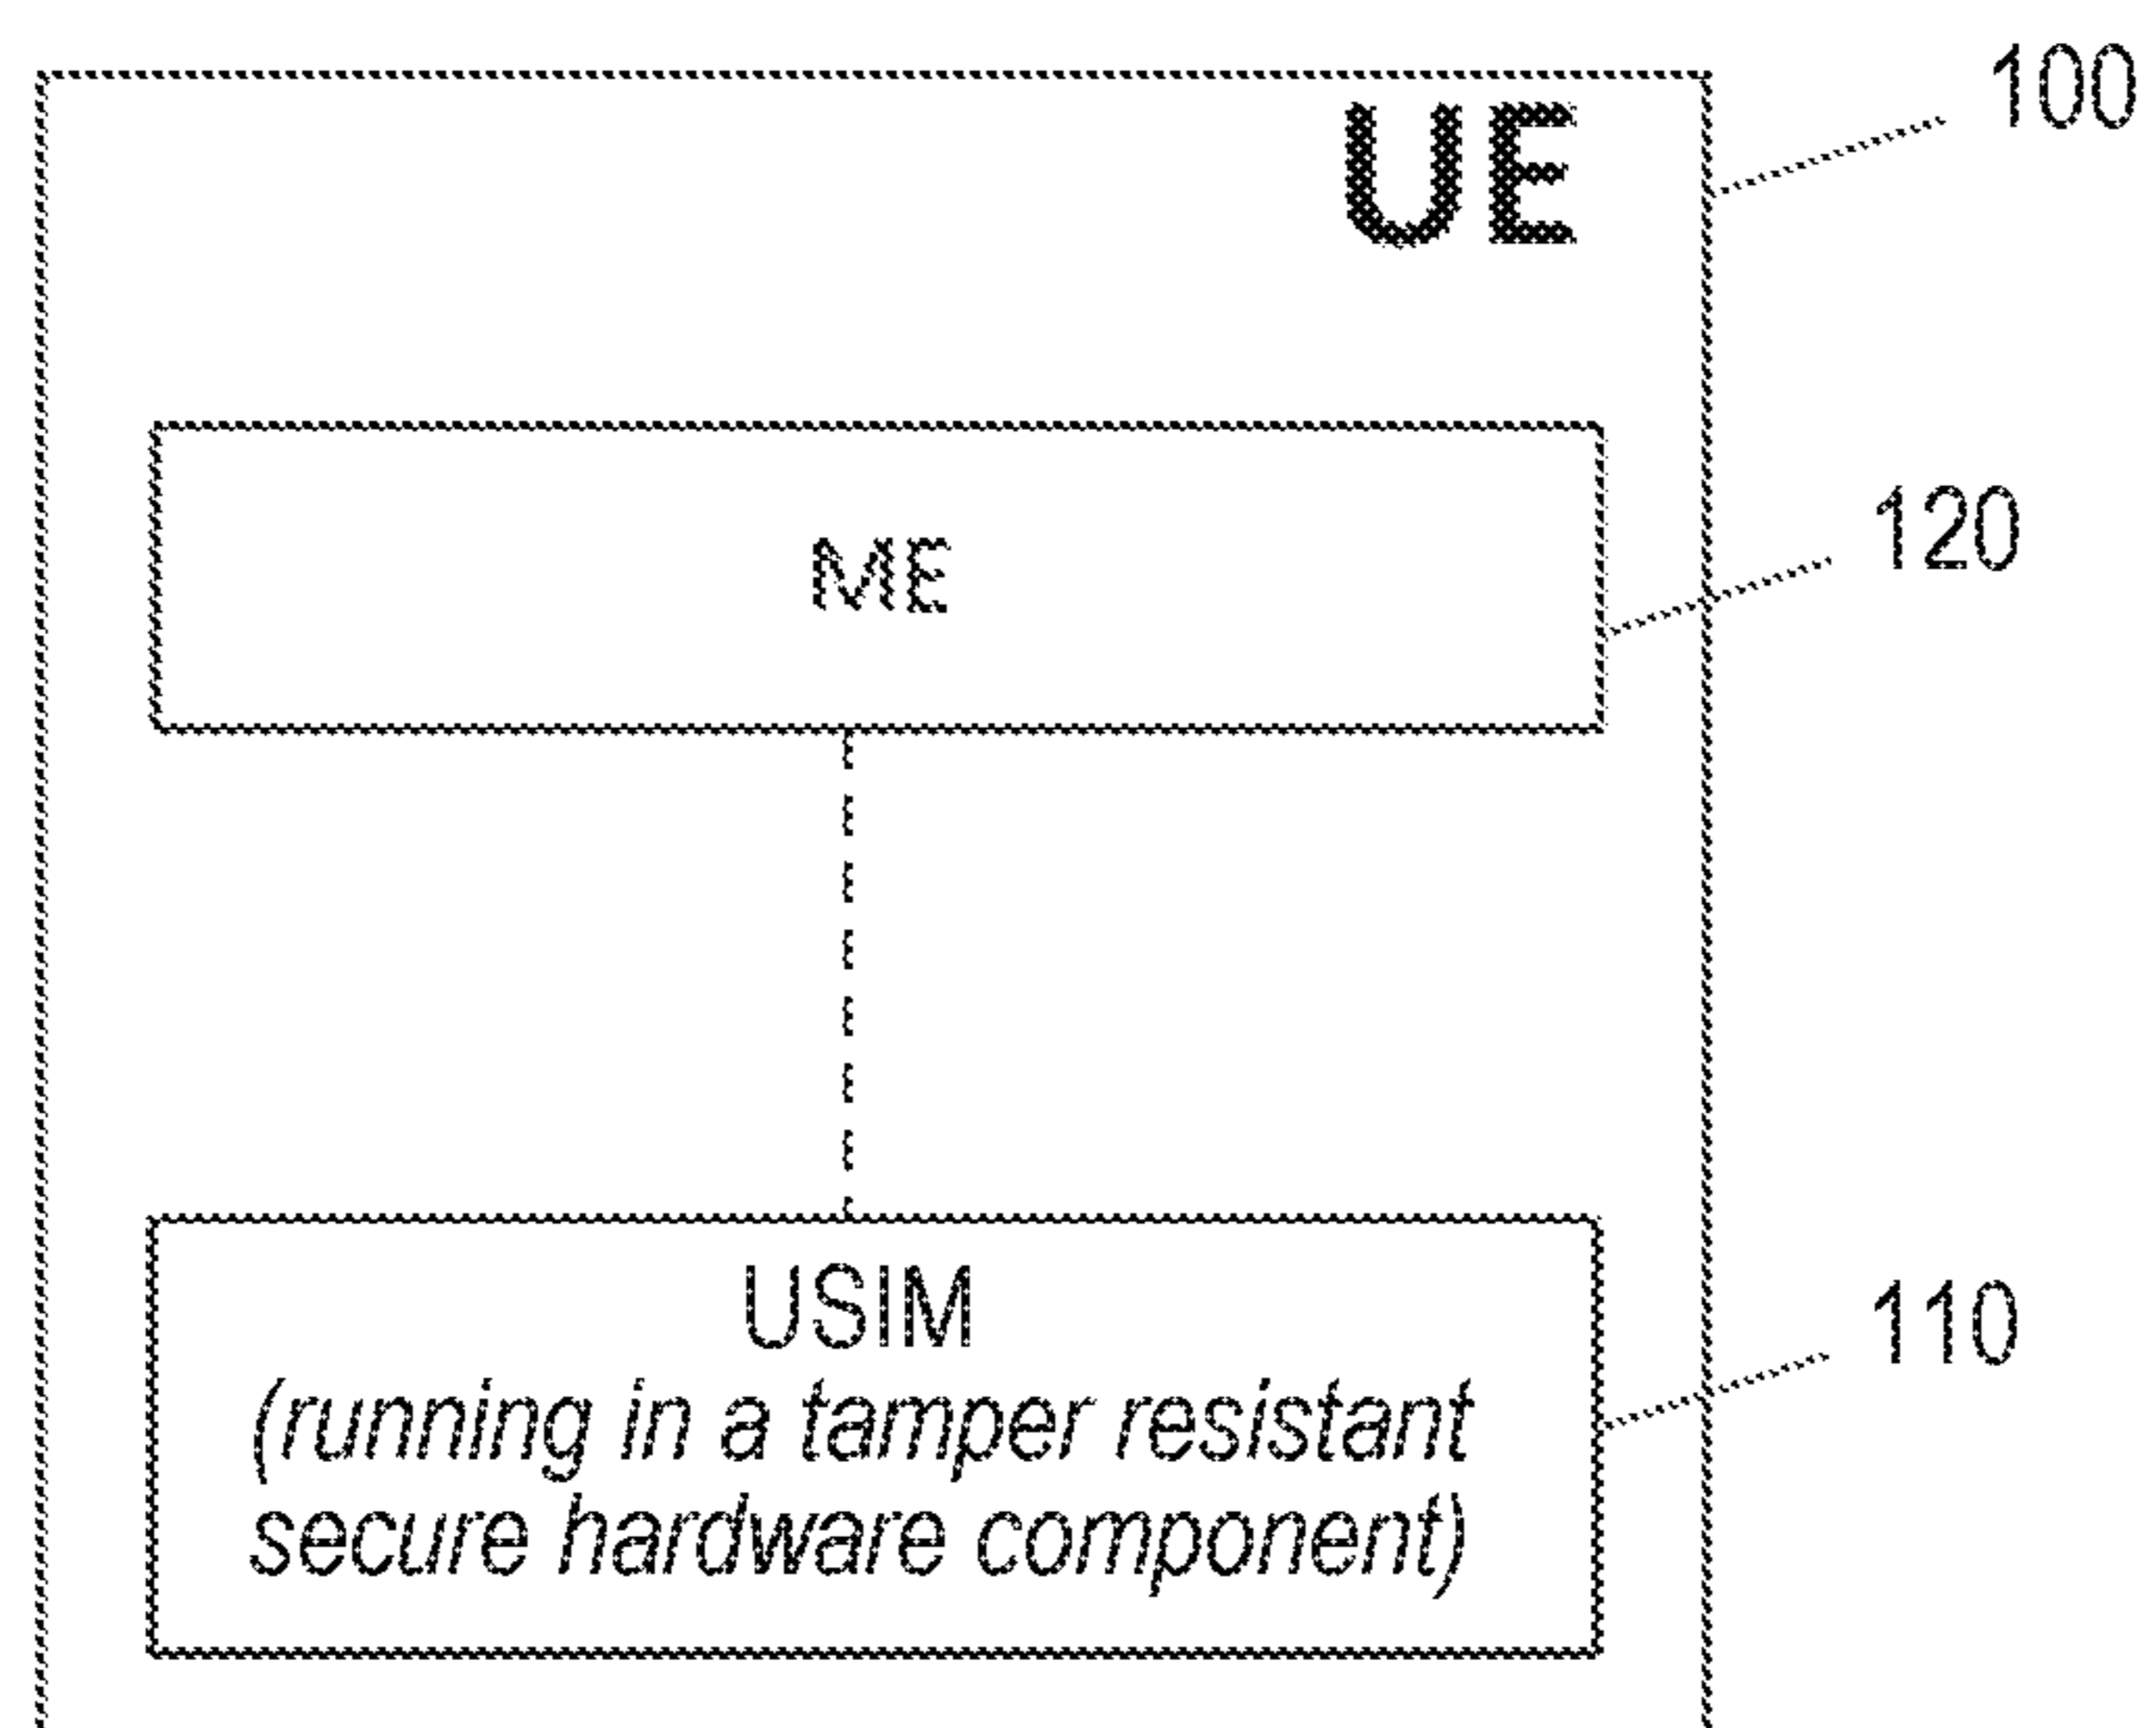 100
UE
120
ME
USIM
110
(running in a tamper resistant
secure hardware component)